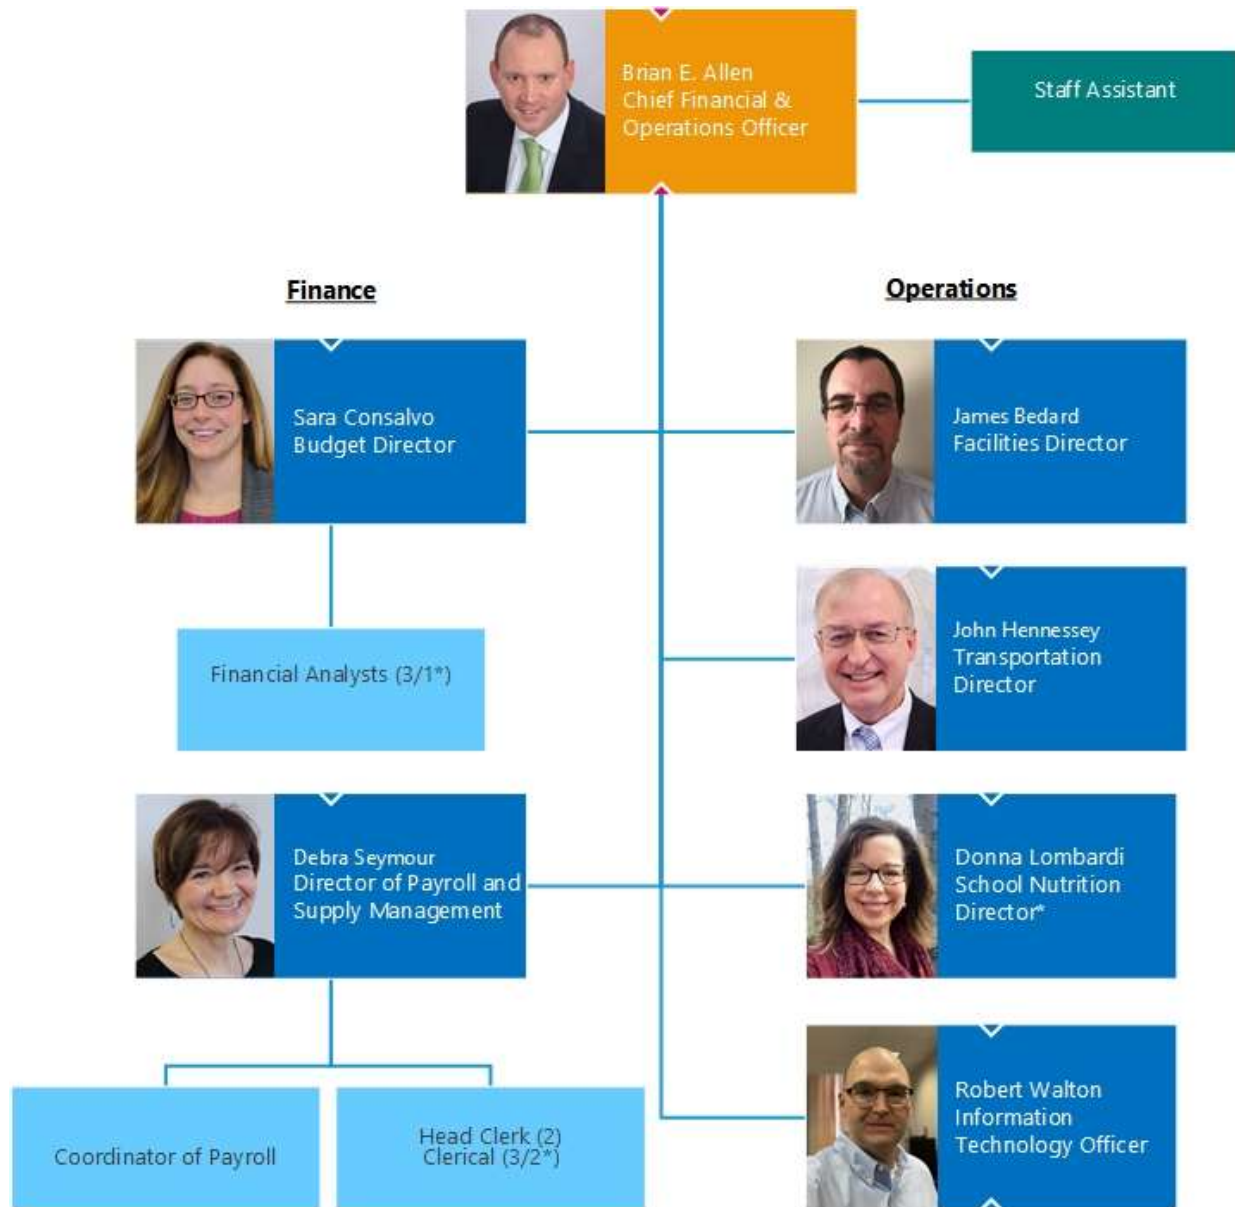 Brian E. Allen
Chief Financial &
Operations Officer
Staff Assistant
Finance
Operations
Sara Consalvo
Budget Director
James Bedard
Facilities Director
Financial Analysts (3/1*)
John Hennessey
Transportation
Director
Debra Seymour
Director of Payroll and
Supply Management
Donna Lombardi
School Nutrition
Director*
Coordinator of Payroll
Head Clerk (2)
Clerical (3/2*)
Robert Walton
Information
Technology Officer